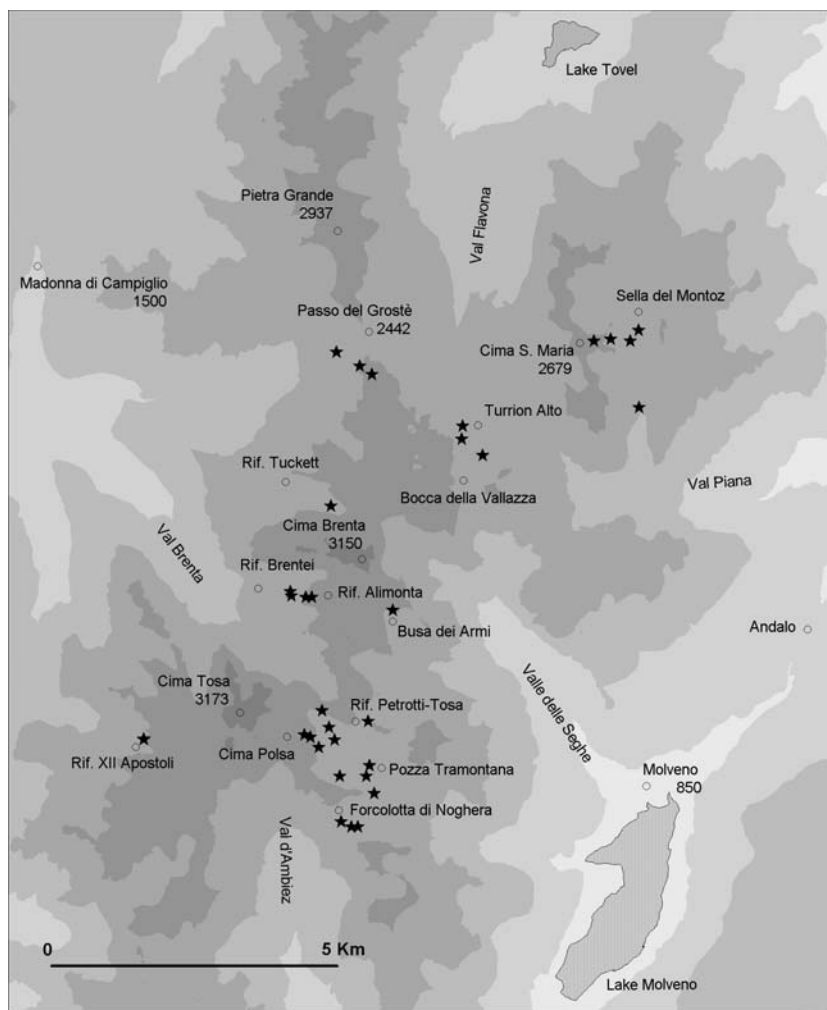 Lake Tovel
Pietra Grande
2937
Val Flavona
Madonna di Campiglio
1500
Sella del Montoz
Passo del Grostè
2442
Cima S. Maria
2679
Turrion Alto
Rif. Tuckett
Bocca della Vallazza
Val Piana
Cima Brenta
3150
Val Brenta
Rif. Brentei
Rif. Alimonta
Busa dei Armi
Andalo
Valle delle Seghe
Cima Tosa
3173
Rif. Petrotti-Tosa
Cima Polsa
Rif. XII Apostoli
Pozza Tramontana
Molveno
850
Forcolotta di Noghera
Val d'Ambiez
0
5 Km
Lake Molveno